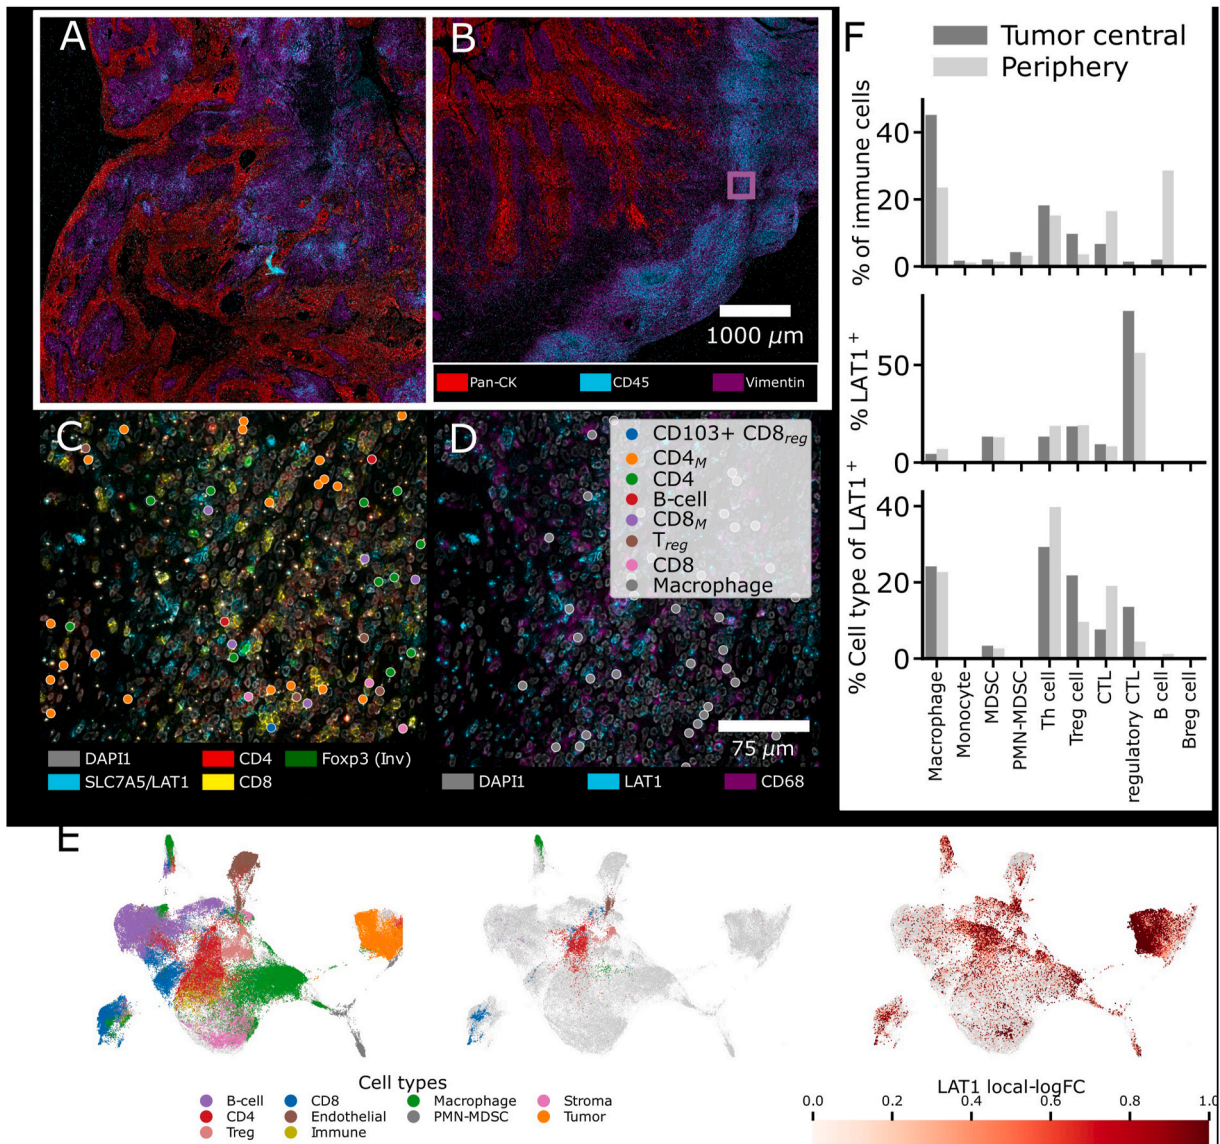 A
B
1000 μm
Pan-CK
CD45
Vimentin
C
DAPI1
CD4
Foxp3 (Inv)
SLC7A5/LAT1
CD8
D
CD103+ CD8reg
CD4M
CD4
B-cell
CD8M
Treg
CD8
Macrophage
75 μm
DAPI1
LAT1
CD68
F
Tumor central
Periphery
% of immune cells
40
20
0
% LAT1+
50
0
% Cell type of LAT1+
40
20
0
Macrophage
Monocyte
MDSC
PMN-MDSC
Th cell
Treg cell
CTL
regulatory CTL
B cell
Breg cell
E
Cell types
B-cell
CD8
Macrophage
Stroma
CD4
Endothelial
PMN-MDSC
Tumor
Treg
Immune
LAT1 local-logFC
0.0
0.2
0.4
0.6
0.8
1.0